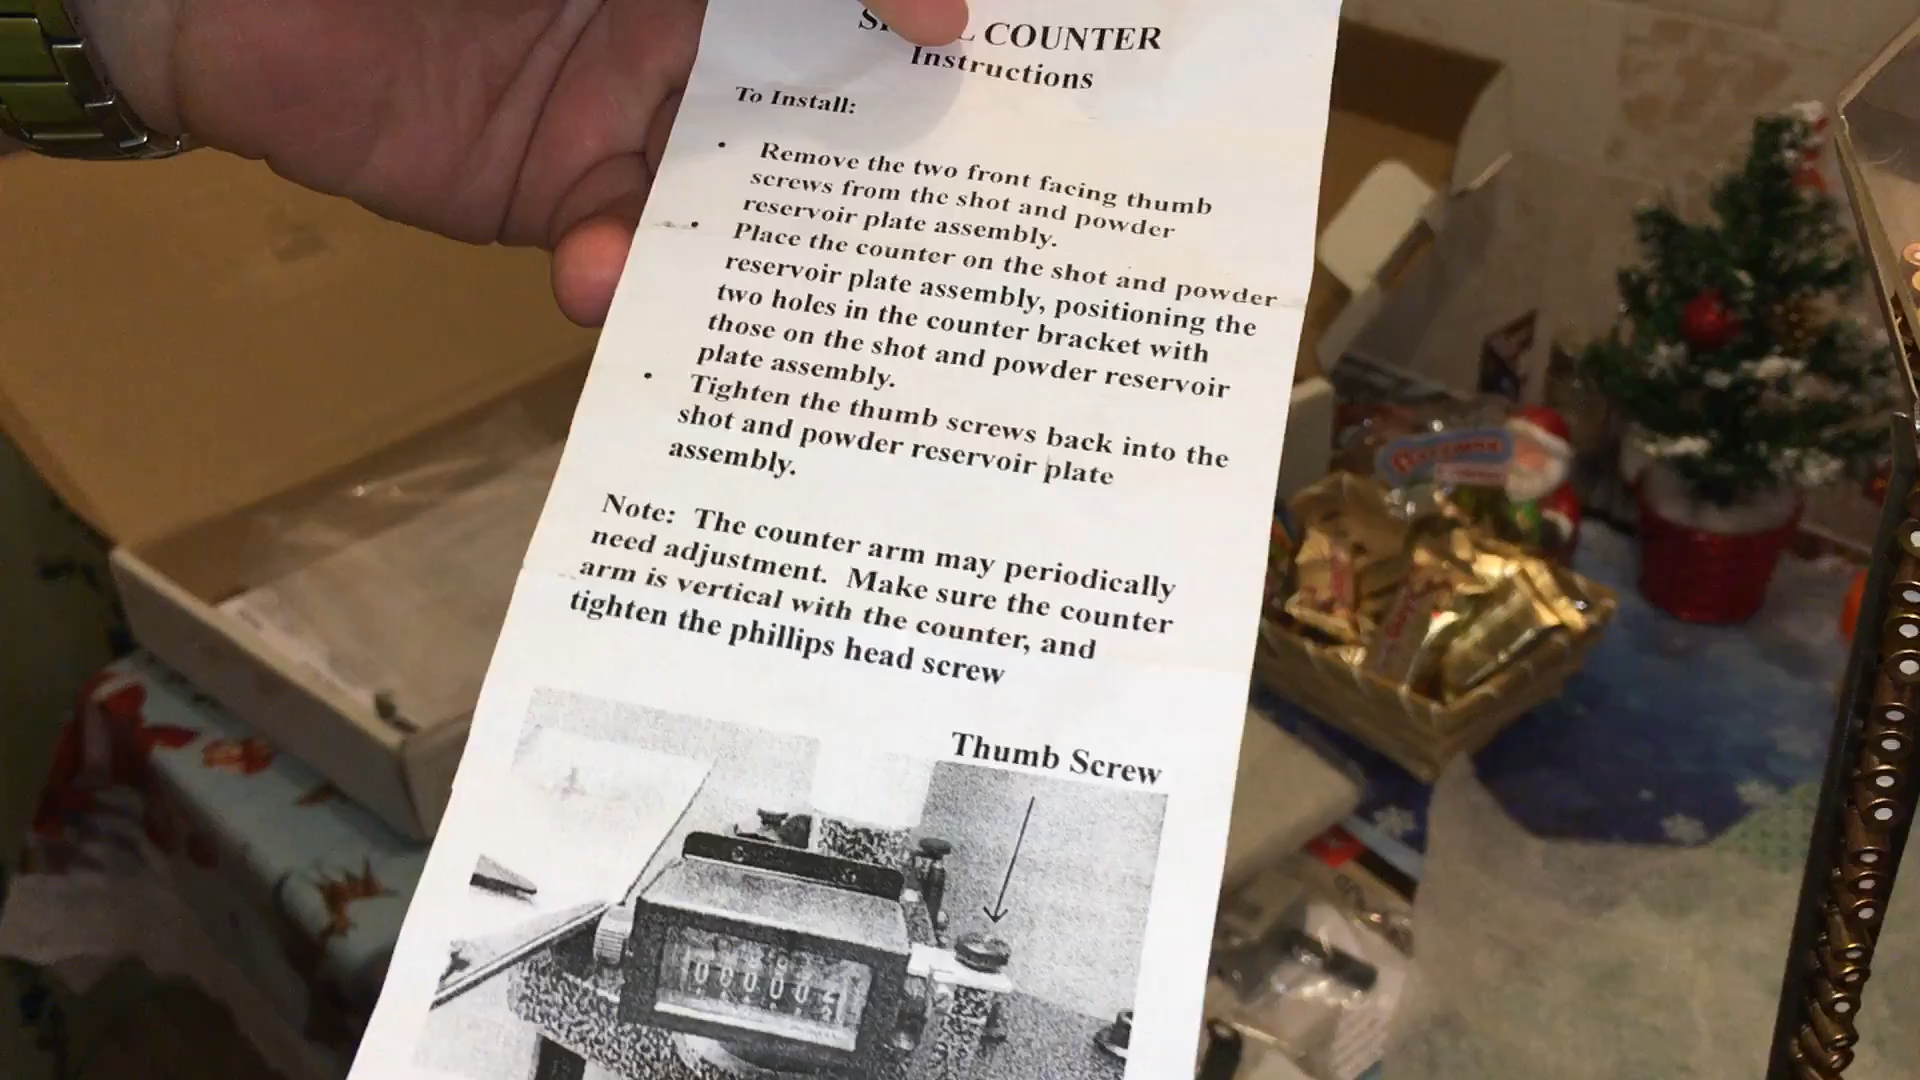 COUNTER
Instructions
To Install:
• Remove the two front facing thumb
screws from the shot and powder
reservoir plate assembly.
• Place the counter on the shot and powder
reservoir plate assembly, positioning the
two holes in the counter bracket with
those on the shot and powder reservoir
plate assembly.
• Tighten the thumb screws back into the
shot and powder reservoir plate
assembly.
Note: The counter arm may periodically
need adjustment. Make sure the counter
arm is vertical with the counter, and
tighten the phillips head screw
Thumb Screw